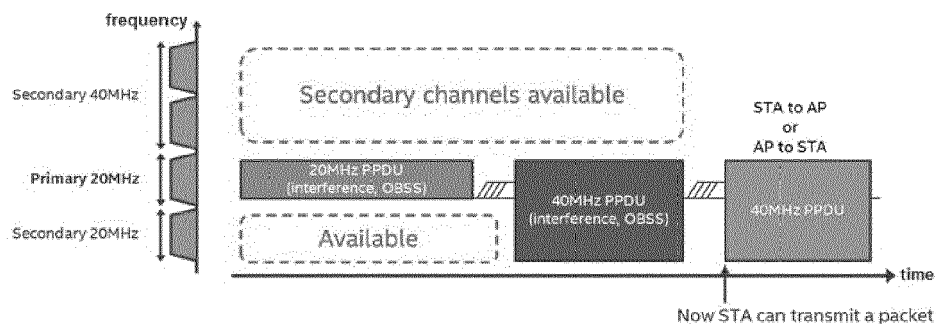 frequency
Secondary 40MHz
Primary 20MHz
Secondary 20MHz
Secondary channels available
20MHz PPDU
(interference, OBSS)
Available
40MHz PPDU
(interference, OBSS)
STA to AP
or
AP to STA
40MHz PPDU
time
Now STA can transmit a packet